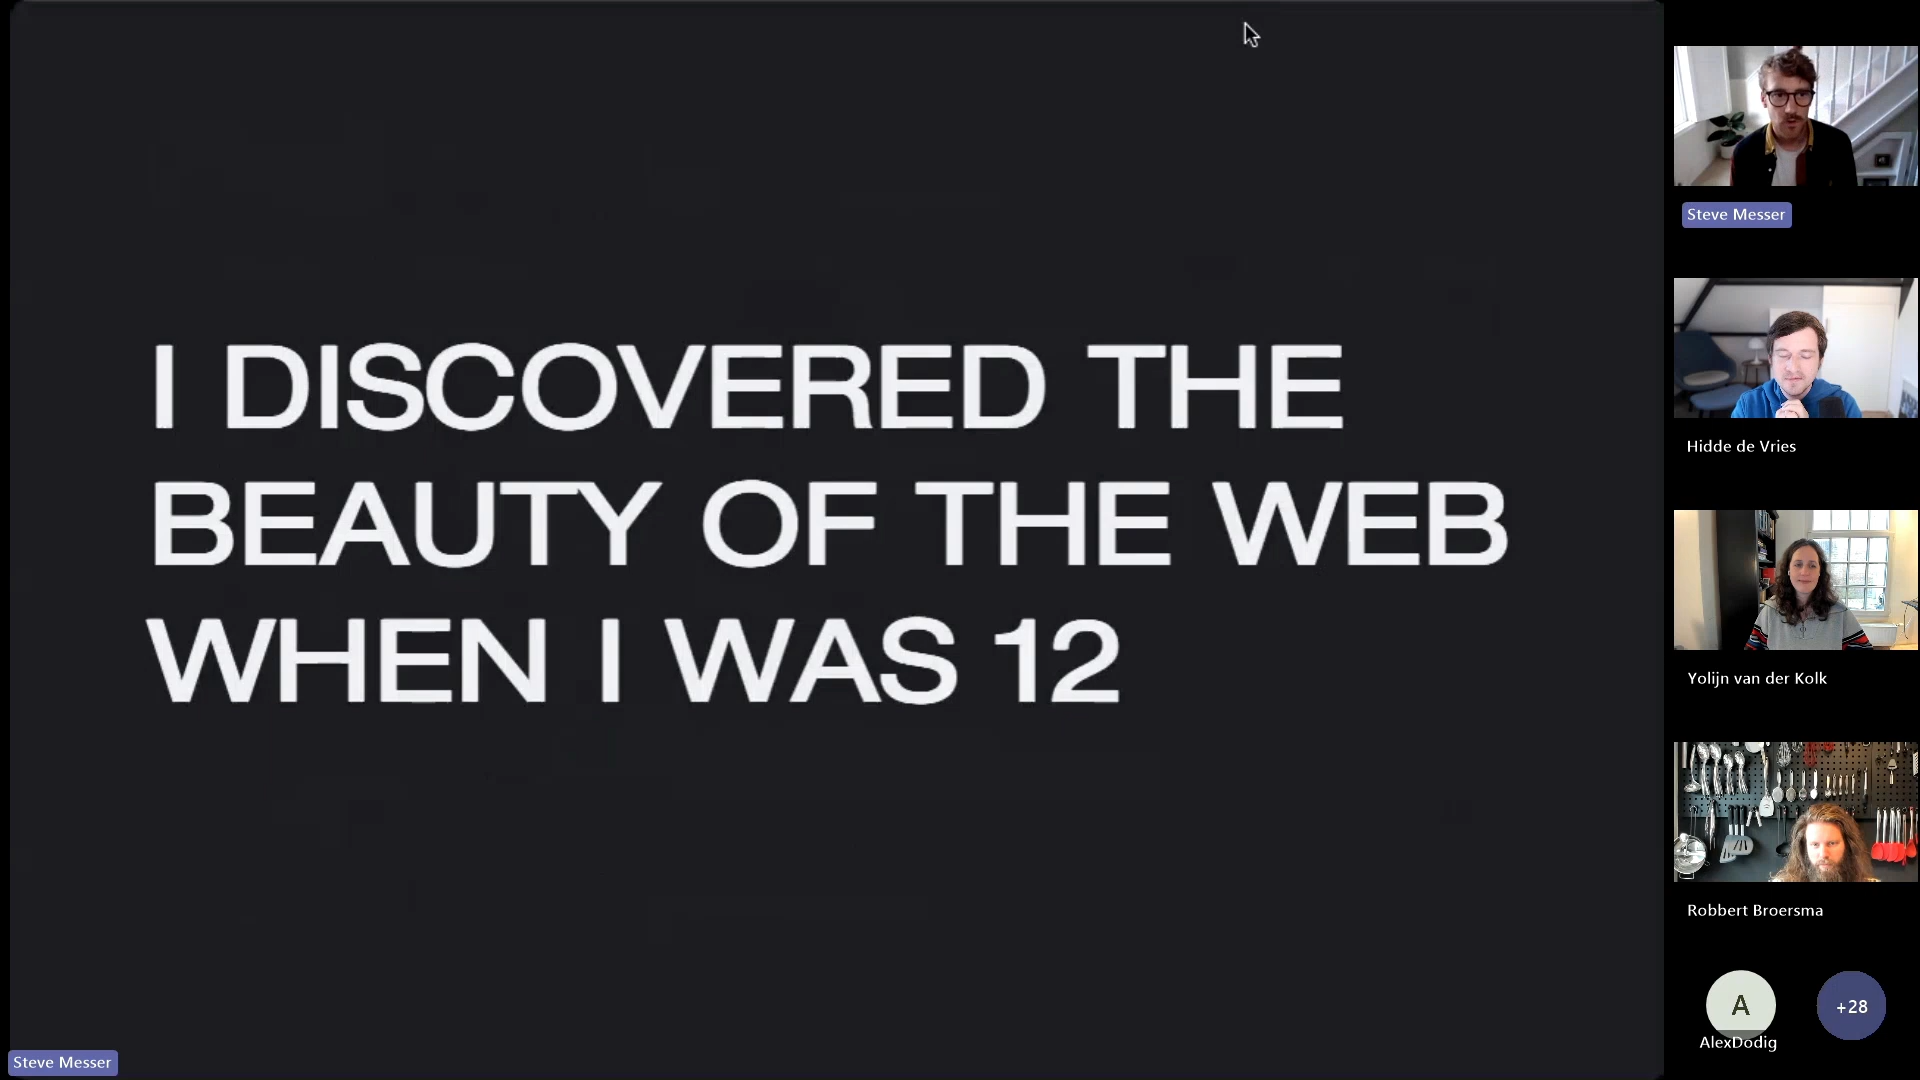 I DISCOVERED THE
BEAUTY OF THE WEB
WHEN I WAS 12
Steve Messer
Steve Messer
Hidde de Vries
Yolijn van der Kolk
Robbert Broersma
A
+28
AlexDodig